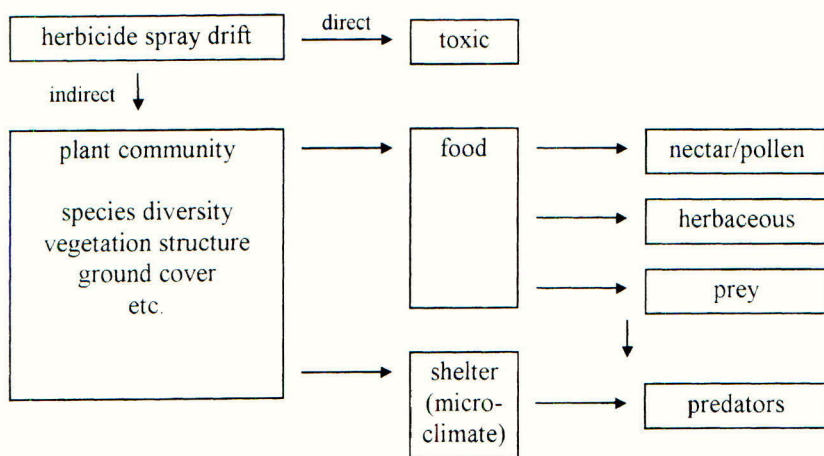 herbicide spray drift
direct
toxic
indirect
plant community
species diversity
vegetation structure
ground cover
etc.
food
nectar/pollen
herbaceous
prey
shelter
(micro-
climate)
predators